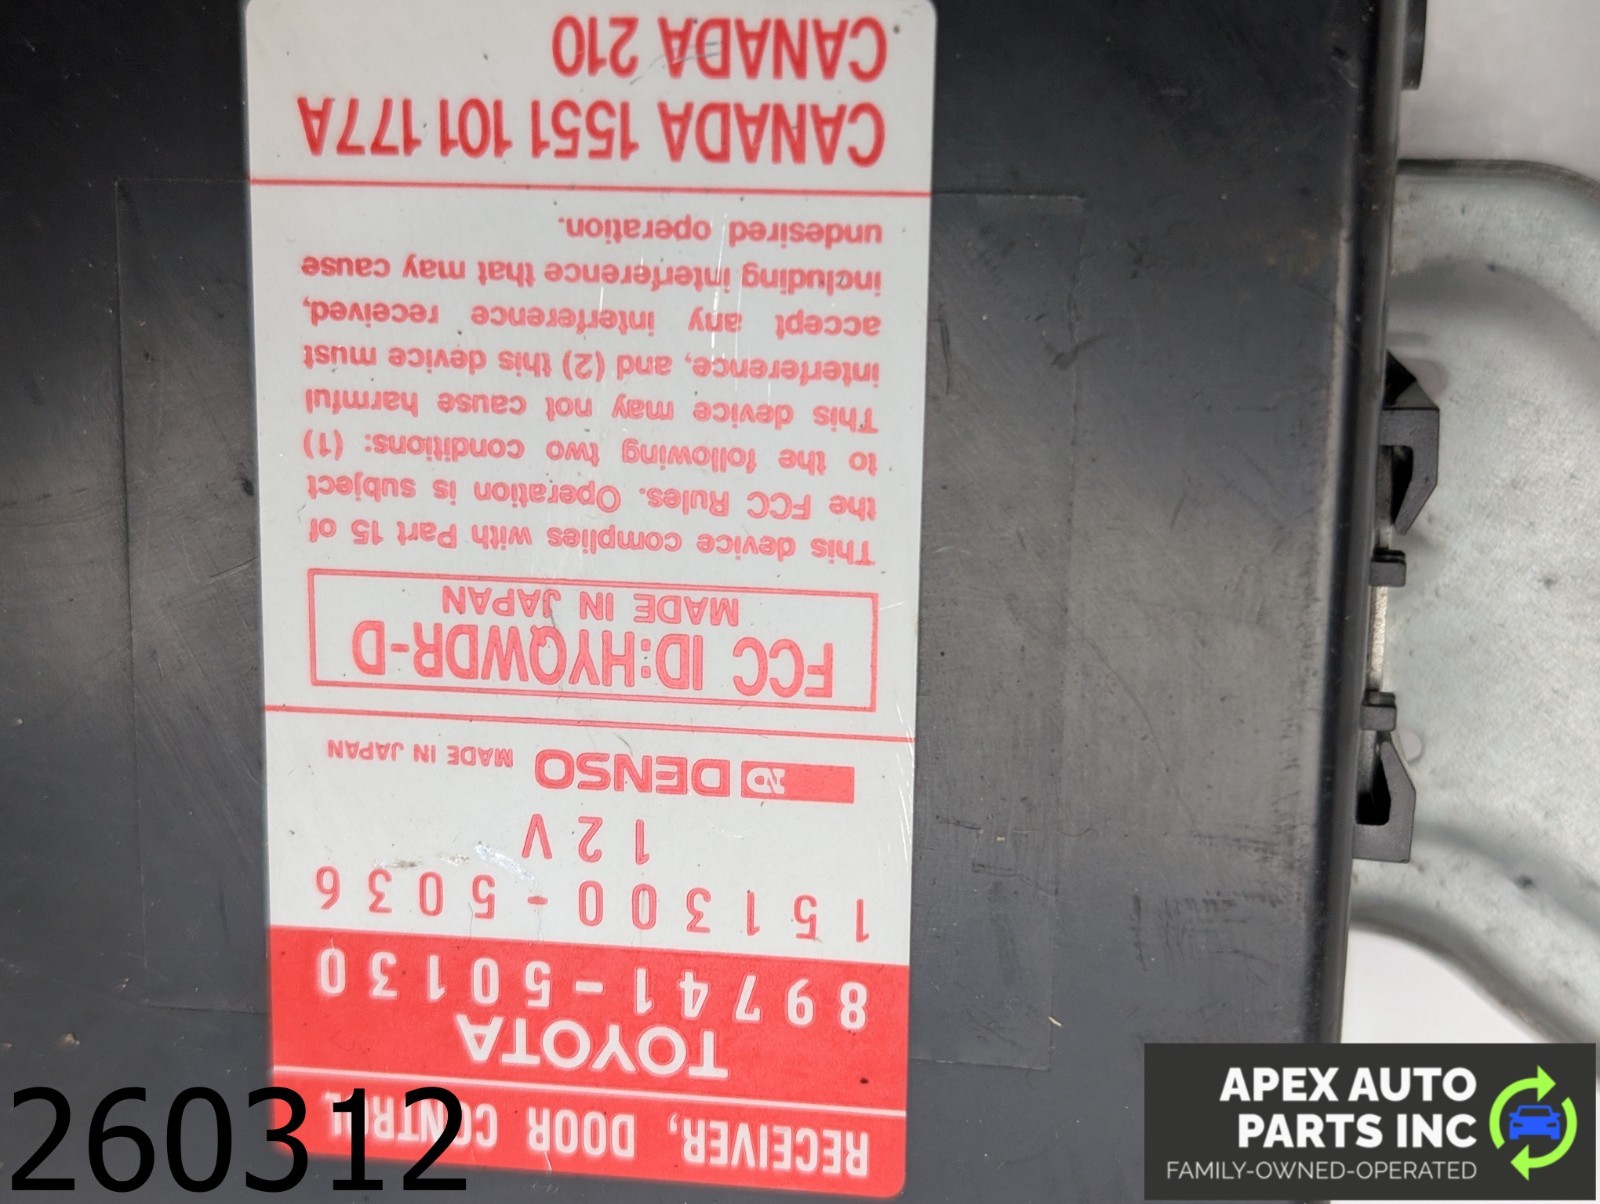 RECEIVER, DOOR CONTROL
TOYOTA
89741-50130
151300-5036
12V
ND DENSO MADE IN JAPAN
FCC ID:HYQWDR-D
MADE IN JAPAN
This device complies with Part 15 of
the FCC Rules. Operation is subject
to the following two conditions: (1)
This device may not cause harmful
interference, and (2) this device must
accept any interference received,
including interference that may cause
undesired operation.
CANADA 1551 101 177A
CANADA 210
260312
APEX AUTO
PARTS INC
FAMILY-OWNED-OPERATED